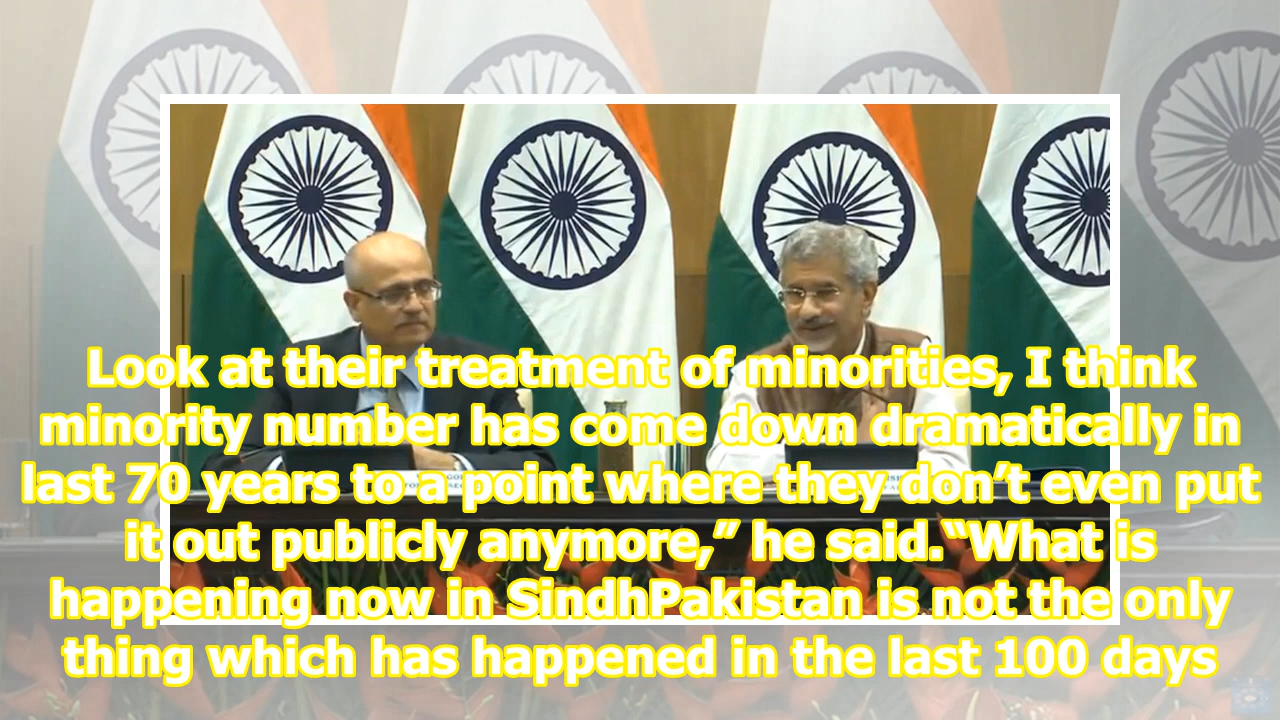 Look at their treatment of minorities, I think
minority number has come down dramatically in
last 70 years to a point where they don’t even put
it out publicly anymore,” he said.“What is
happening now in SindhPakistan is not the only
thing which has happened in the last 100 days